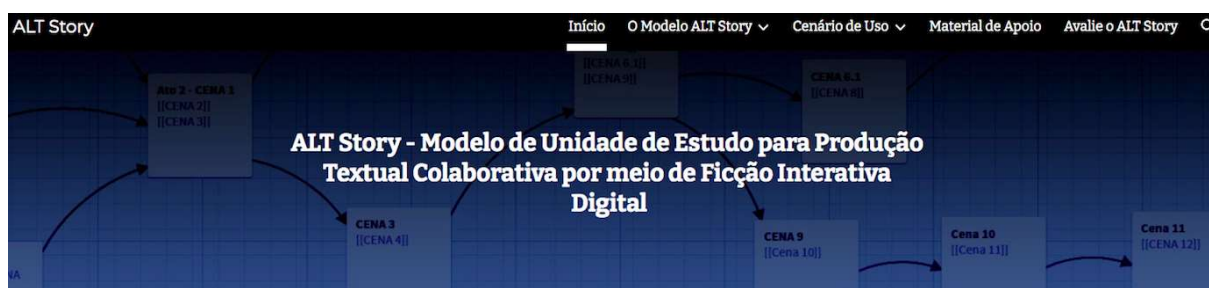 ALT Story
Início
O Modelo ALT Story
Cenário de Uso
Material de Apoio
Avalie o ALT Story
[[CENA 6.1]]
[[CENA 9]]
CENA 6.1
[[CENA 8]]
Ato 2 - CENA 1
[[CENA 2]]
[[CENA 3]]
ALT Story - Modelo de Unidade de Estudo para Produção
Textual Colaborativa por meio de Ficção Interativa
Digital
CENA 3
[[CENA 4]]
CENA 9
[[Cena 10]]
Cena 10
[[Cena 11]]
Cena 11
[[CENA 12]]